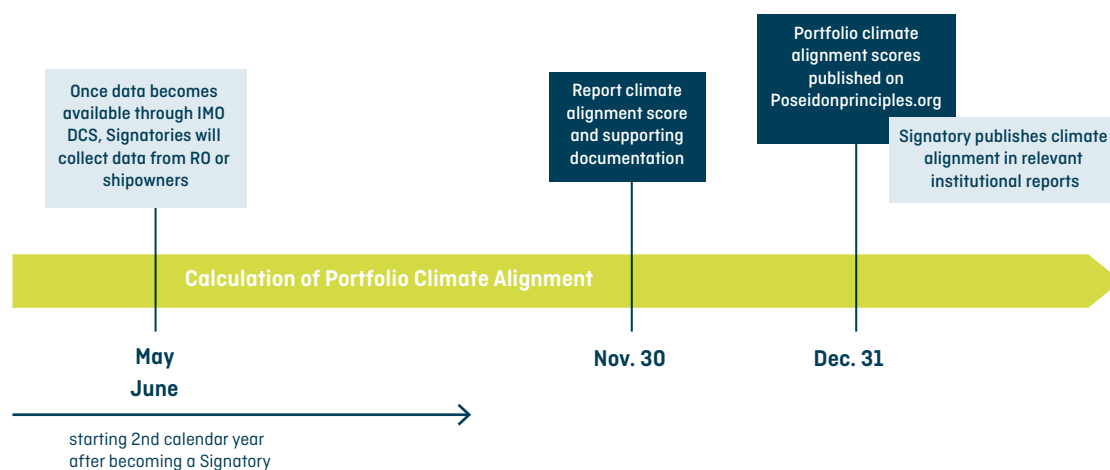 Once data becomes
available through IMO
DCS, Signatories will
collect data from RO or
shipowners
Report climate
alignment score
and supporting
documentation
Portfolio climate
alignment scores
published on
Poseidonprinciples.org
Signatory publishes climate
alignment in relevant
institutional reports
Calculation of Portfolio Climate Alignment
May
June
Nov. 30
Dec. 31
starting 2nd calendar year
after becoming a Signatory